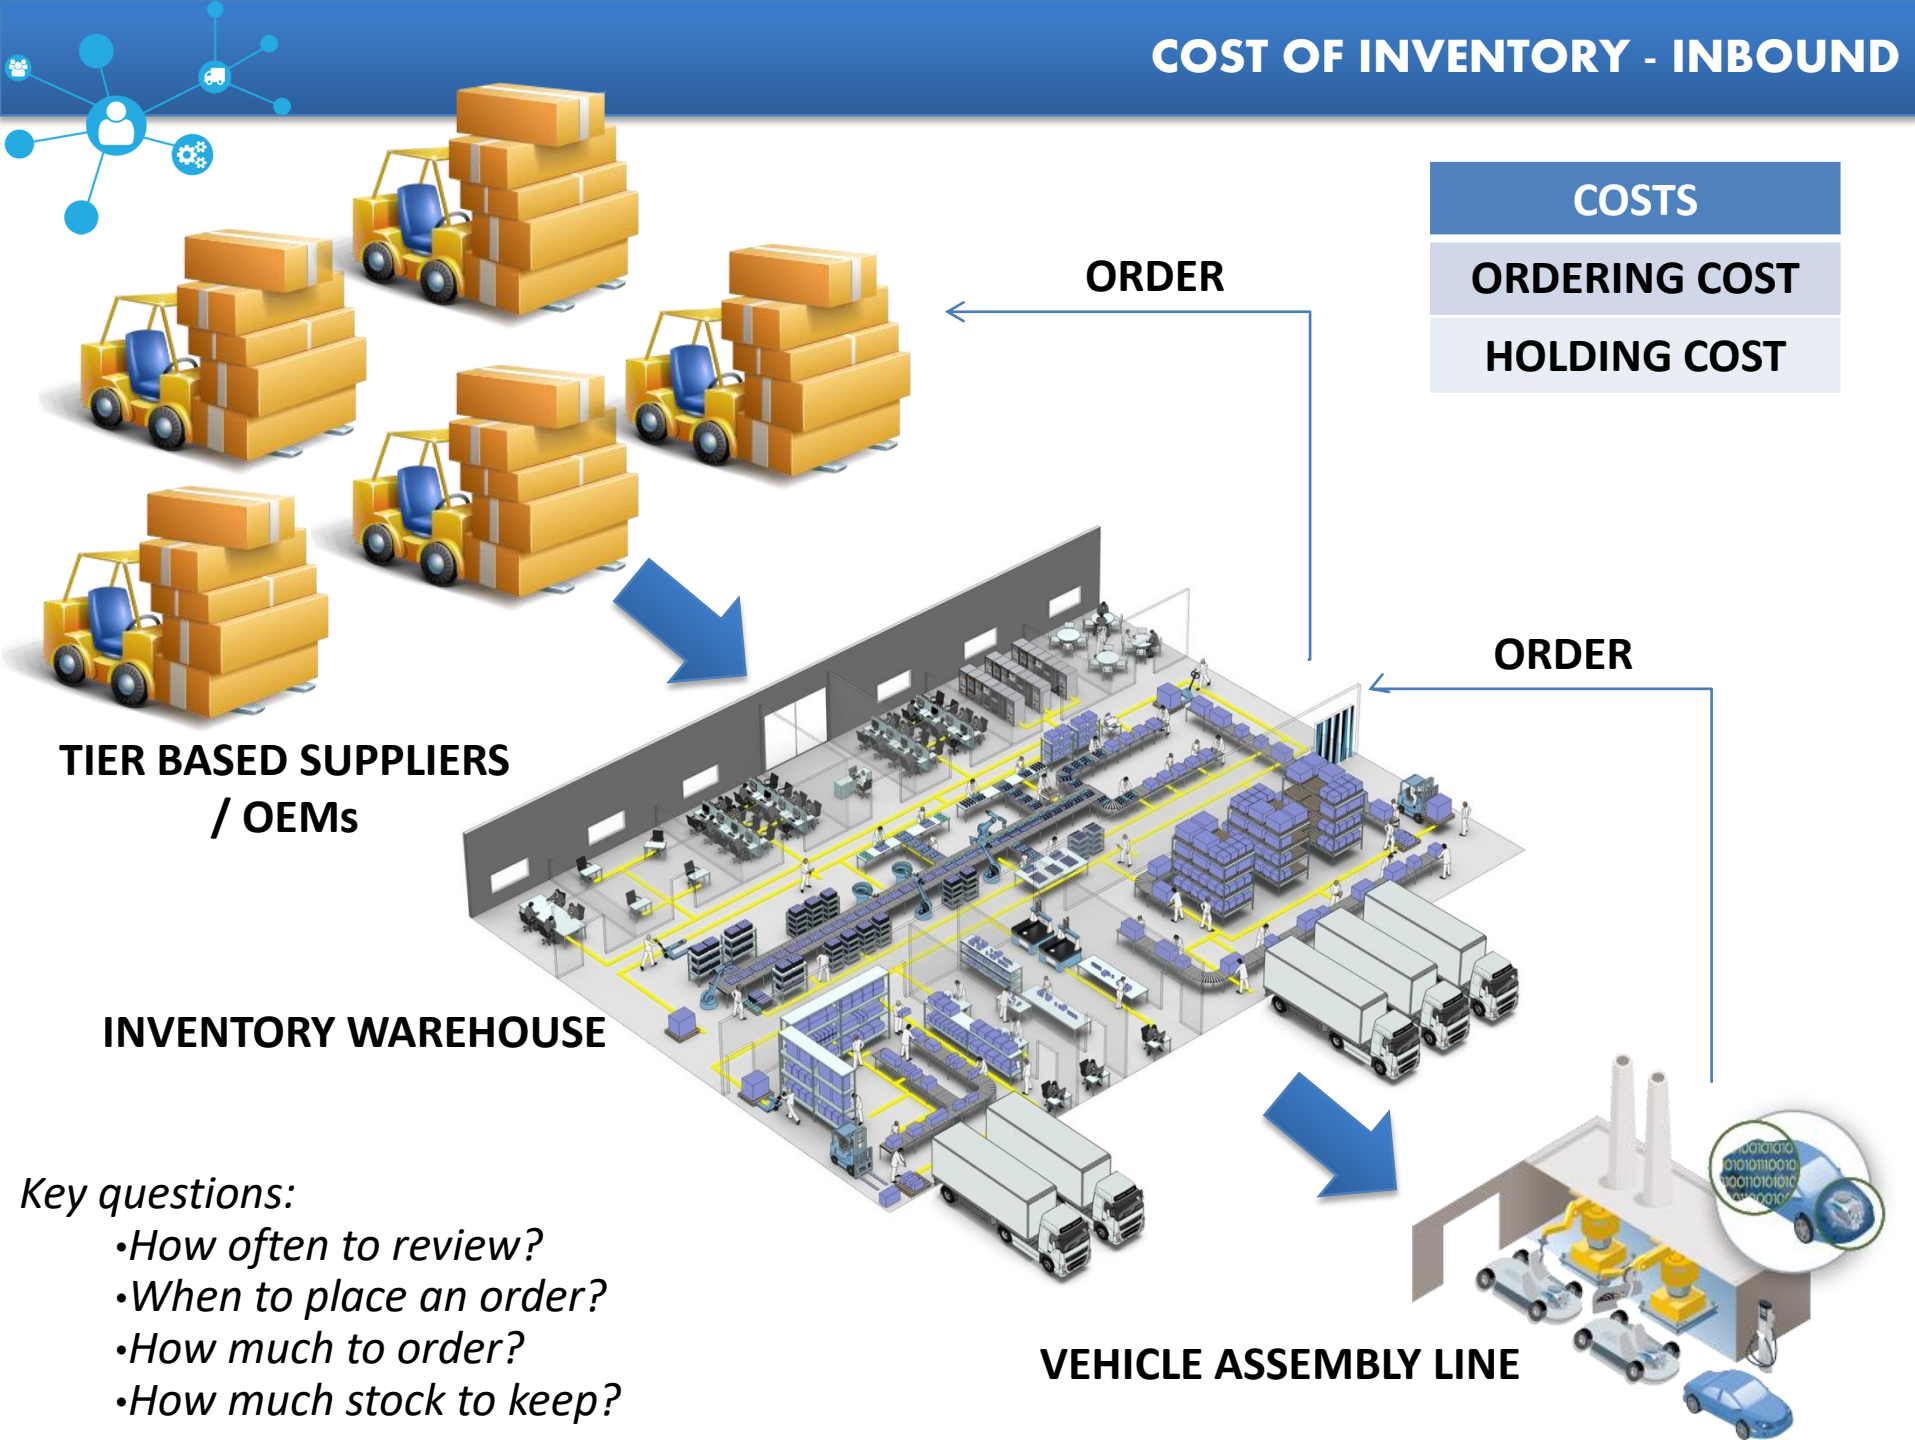 COST OF INVENTORY - INBOUND
COSTS
ORDERING COST
HOLDING COST
ORDER
ORDER
TIER BASED SUPPLIERS
/ OEMs
INVENTORY WAREHOUSE
Key questions:
•How often to review?
•When to place an order?
•How much to order?
•How much stock to keep?
VEHICLE ASSEMBLY LINE